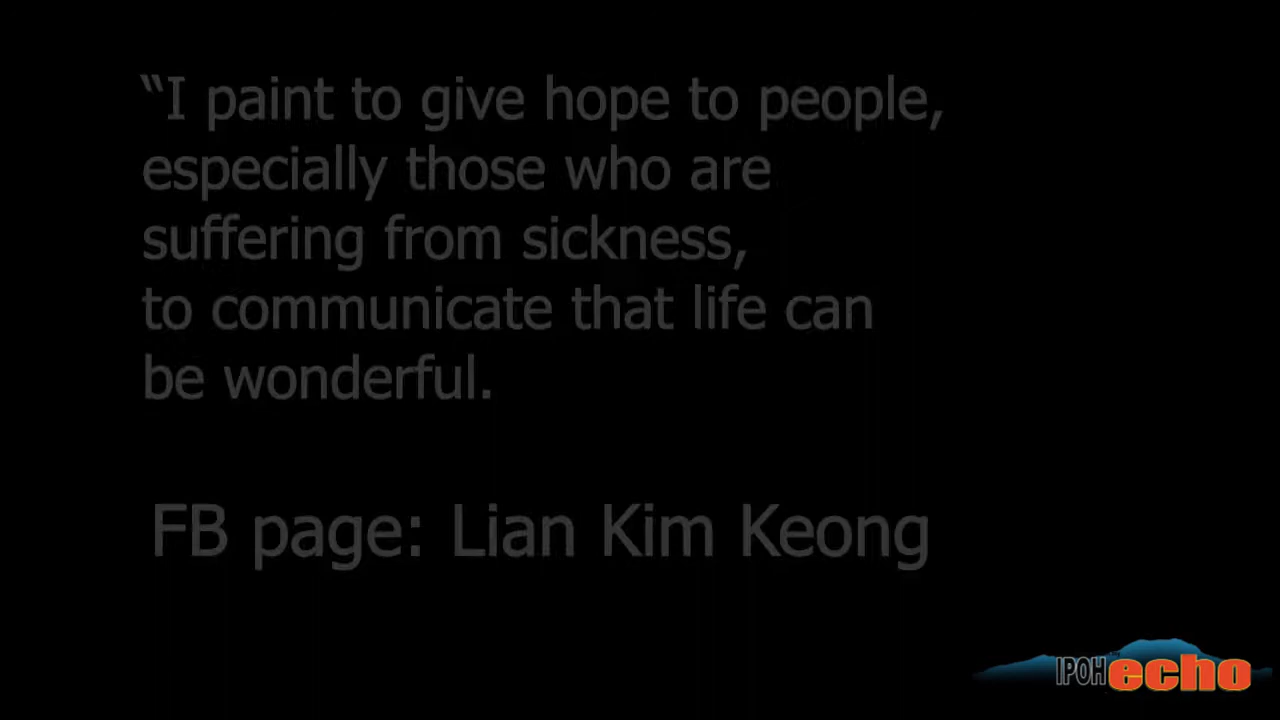 “I paint to give hope to people,
especially those who are
suffering from sickness,
to communicate that life can
be wonderful.
FB page: Lian Kim Keong
IPOH echo